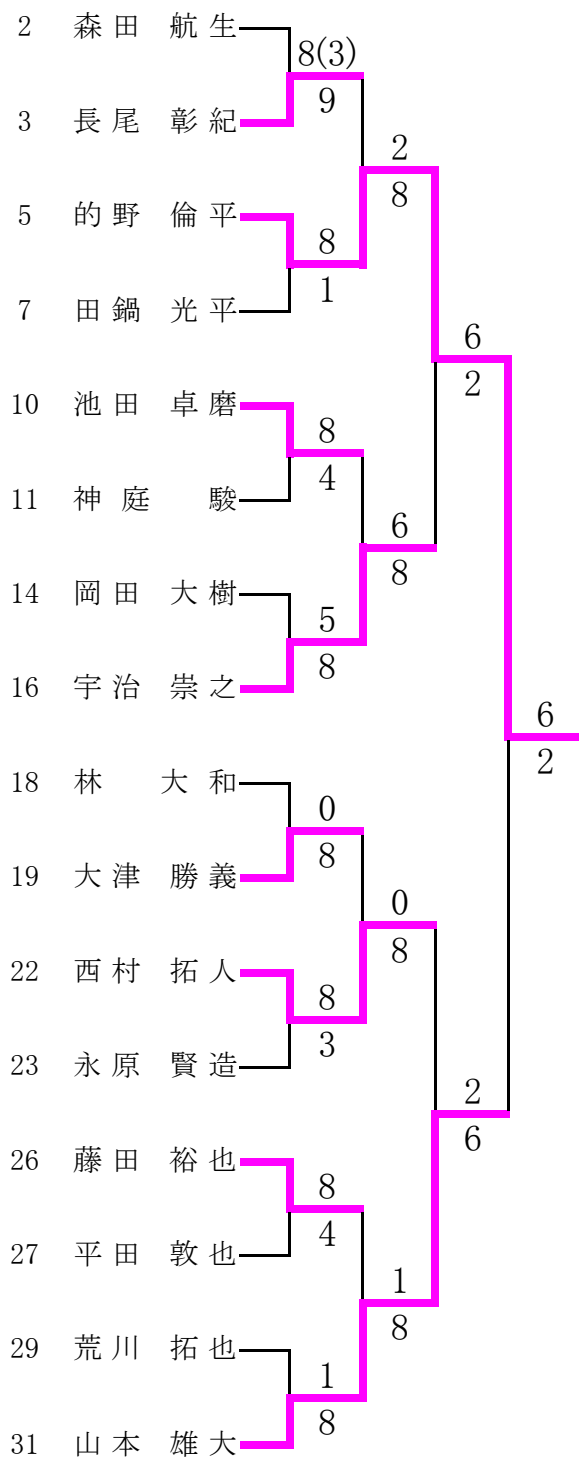 2 森田 航生
8(3)
3 長尾 彰紀
9
2
5 的野 倫平
8
8
1
7 田鍋 光平
6
2
10 池田 卓磨
8
4
11 神庭 駿
6
8
14 岡田 大樹
5
8
16 宇治 崇之
6
2
18 林 大和
0
8
19 大津 勝義
0
8
22 西村 拓人
8
3
23 永原 賢造
2
6
26 藤田 裕也
8
4
27 平田 敦也
1
8
29 荒川 拓也
1
8
31 山本 雄大